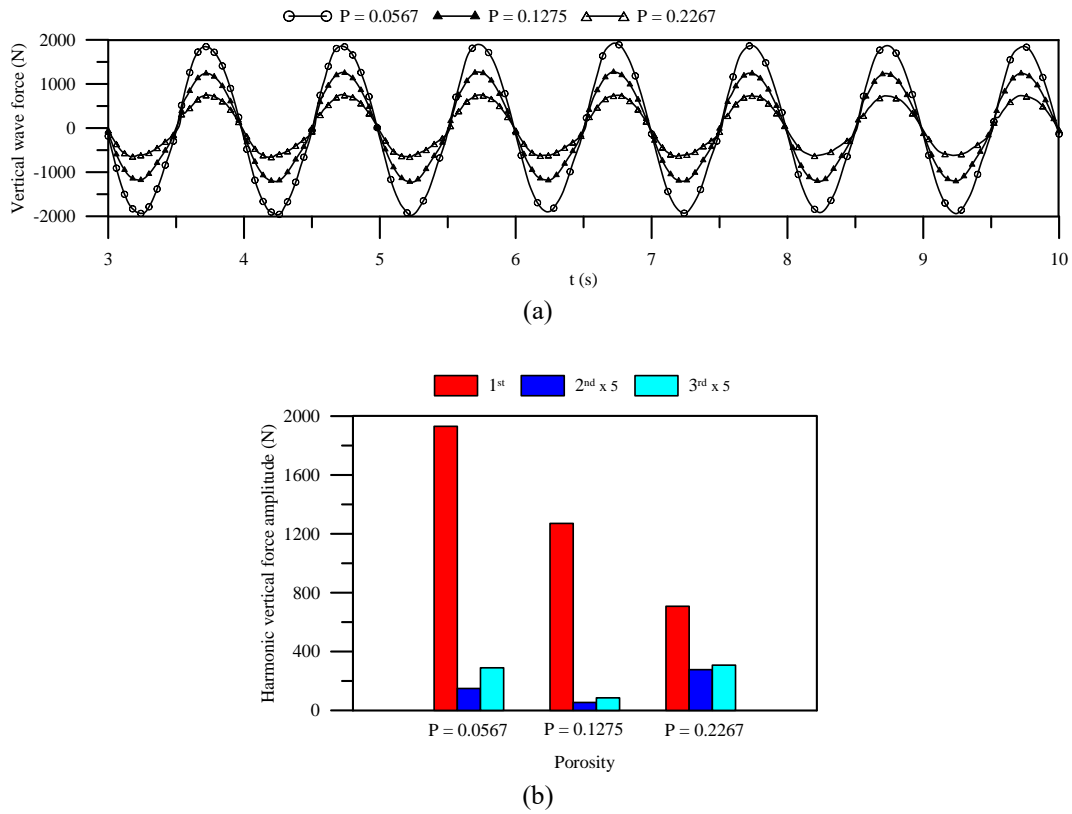 P = 0.0567 P = 0.1275 P = 0.2267
Vertical wave force (N)
2000
1000
0
-1000
-2000
3 4 5 6 7 8 9 10
t (s)
(a)
1st 2nd x 5 3rd x 5
Harmonic vertical force amplitude (N)
2000
1600
1200
800
400
0
P = 0.0567 P = 0.1275 P = 0.2267
Porosity
(b)